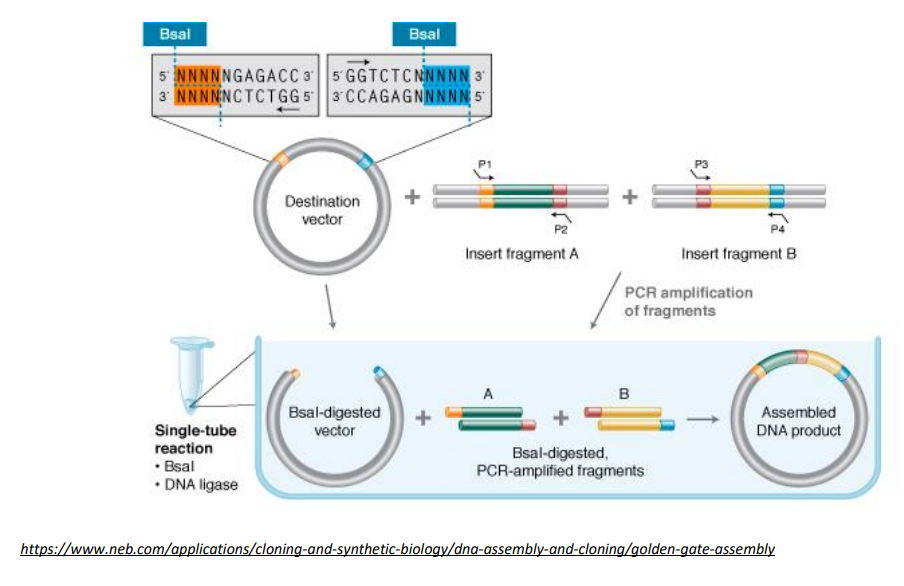 BsaI
BsaI
5' NNNNNGAGACC 3'
3' NNNNNCTCTGG 5'
5' GGTCTCNNNNN 3'
3' CCAGAGNNNNN 5'
Destination
vector
+
P1
P2
Insert fragment A
+
P3
P4
Insert fragment B
PCR amplification
of fragments
Single-tube
reaction
• BsaI
• DNA ligase
BsaI-digested
vector
+
A
+
B
BsaI-digested,
PCR-amplified fragments
Assembled
DNA product
https://www.neb.com/applications/cloning-and-synthetic-biology/dna-assembly-and-cloning/golden-gate-assembly